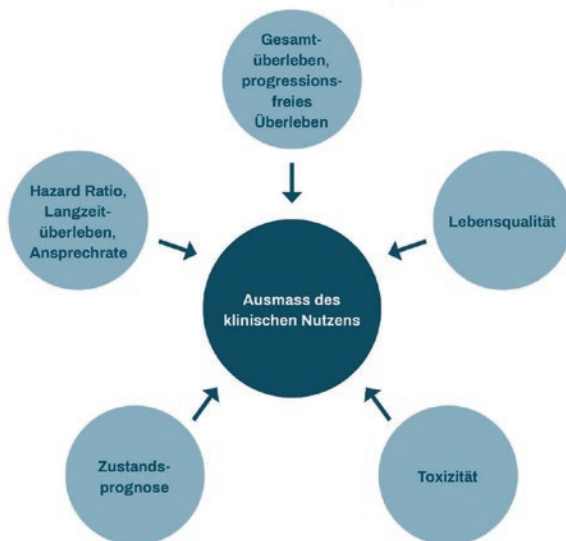 Gesamt-
überleben,
progressions-
freies
Überleben
Hazard Ratio,
Langzeit-
überleben,
Ansprechrate
Lebensqualität
Ausmass des
klinischen Nutzens
Zustands-
prognose
Toxizität